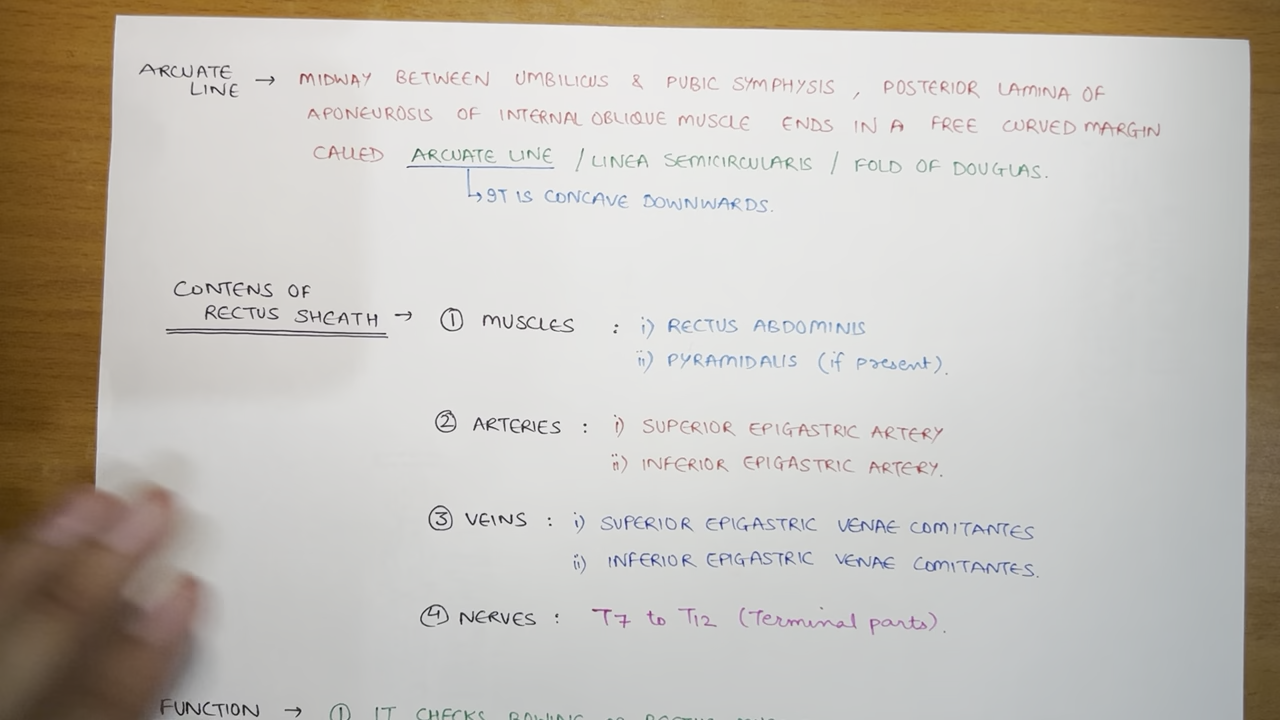 ARCUATE LINE → MIDWAY BETWEEN UMBILICUS & PUBIC SYMPHYSIS, POSTERIOR LAMINA OF
APONEUROSIS OF INTERNAL OBLIQUE MUSCLE ENDS IN A FREE CURVED MARGIN
CALLED ARCUATE LINE / LINEA SEMICIRCULARIS / FOLD OF DOUGLAS.
↳ IT IS CONCAVE DOWNWARDS.
CONTENS OF
RECTUS SHEATH → ① MUSCLES : i) RECTUS ABDOMINIS
ii) PYRAMIDALIS (if present).
② ARTERIES : i) SUPERIOR EPIGASTRIC ARTERY
ii) INFERIOR EPIGASTRIC ARTERY.
③ VEINS : i) SUPERIOR EPIGASTRIC VENAE COMITANTES
ii) INFERIOR EPIGASTRIC VENAE COMITANTES.
④ NERVES : T7 to T12 (Terminal parts).
FUNCTION → ① IT CHECKS BOWING OF RECTUS